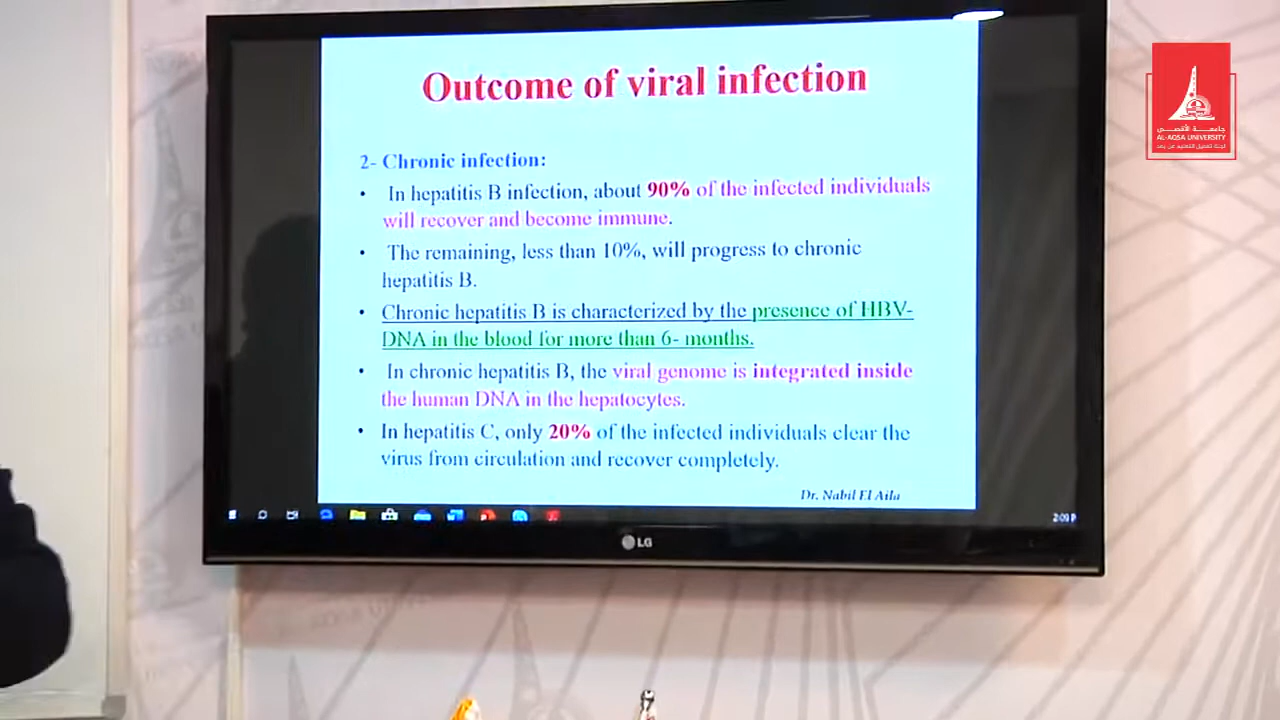 Outcome of viral infection
2- Chronic infection:
• In hepatitis B infection, about 90% of the infected individuals
will recover and become immune.
• The remaining, less than 10%, will progress to chronic
hepatitis B.
• Chronic hepatitis B is characterized by the presence of HBV-
DNA in the blood for more than 6- months.
• In chronic hepatitis B, the viral genome is integrated inside
the human DNA in the hepatocytes.
• In hepatitis C, only 20% of the infected individuals clear the
virus from circulation and recover completely.
Dr. Nabil El Aila
2:09 P
LG
جامعة الأقصى
AL-AQSA UNIVERSITY